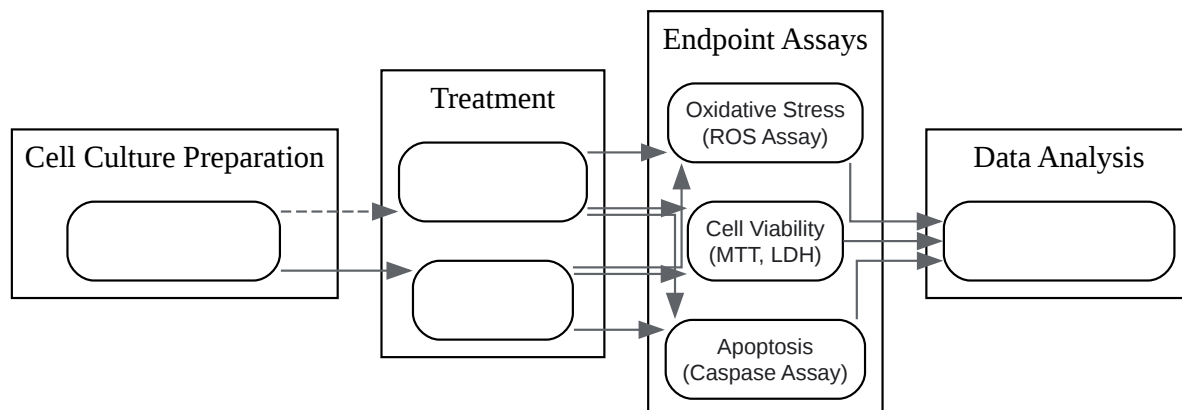 Cell Culture Preparation
Treatment
Endpoint Assays
Oxidative Stress
(ROS Assay)
Cell Viability
(MTT, LDH)
Apoptosis
(Caspase Assay)
Data Analysis